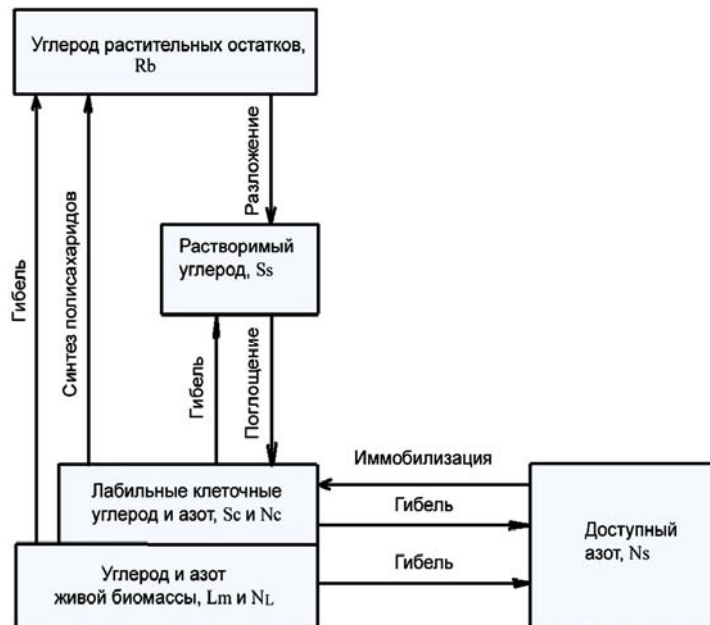 Углерод растительных остатков,
Rb
Разложение
Растворимый
углерод, Ss
Гибель
Синтез полисахаридов
Гибель
Поглощение
Иммобилизация
Лабильные клеточные
углерод и азот, Sc и Nc
Гибель
Доступный
азот, Ns
Гибель
Углерод и азот
живой биомассы, Lm и NL